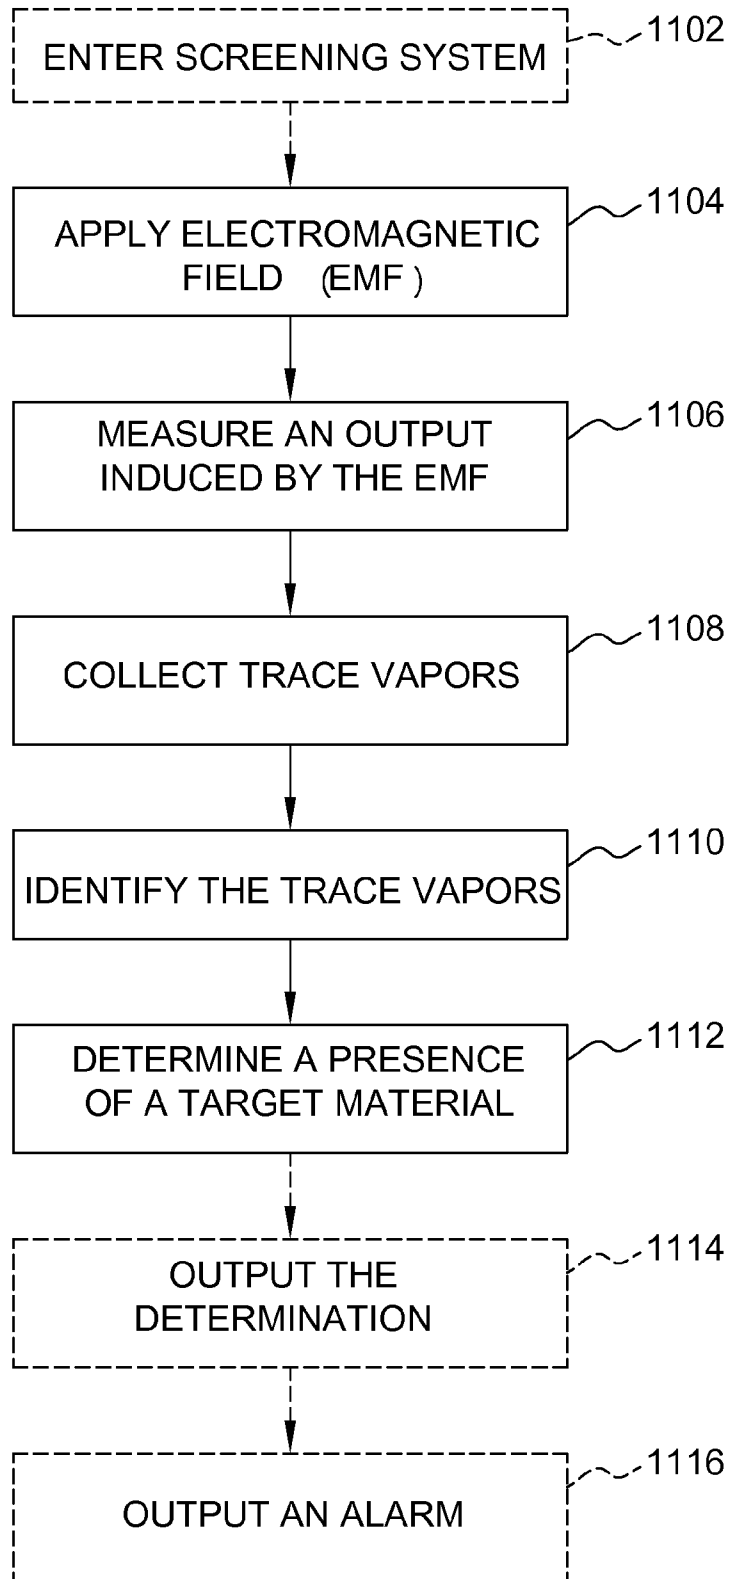 ENTER SCREENING SYSTEM
1102
APPLY ELECTROMAGNETIC
FIELD (EMF)
1104
MEASURE AN OUTPUT
INDUCED BY THE EMF
1106
COLLECT TRACE VAPORS
1108
IDENTIFY THE TRACE VAPORS
1110
DETERMINE A PRESENCE
OF A TARGET MATERIAL
1112
OUTPUT THE
DETERMINATION
1114
OUTPUT AN ALARM
1116